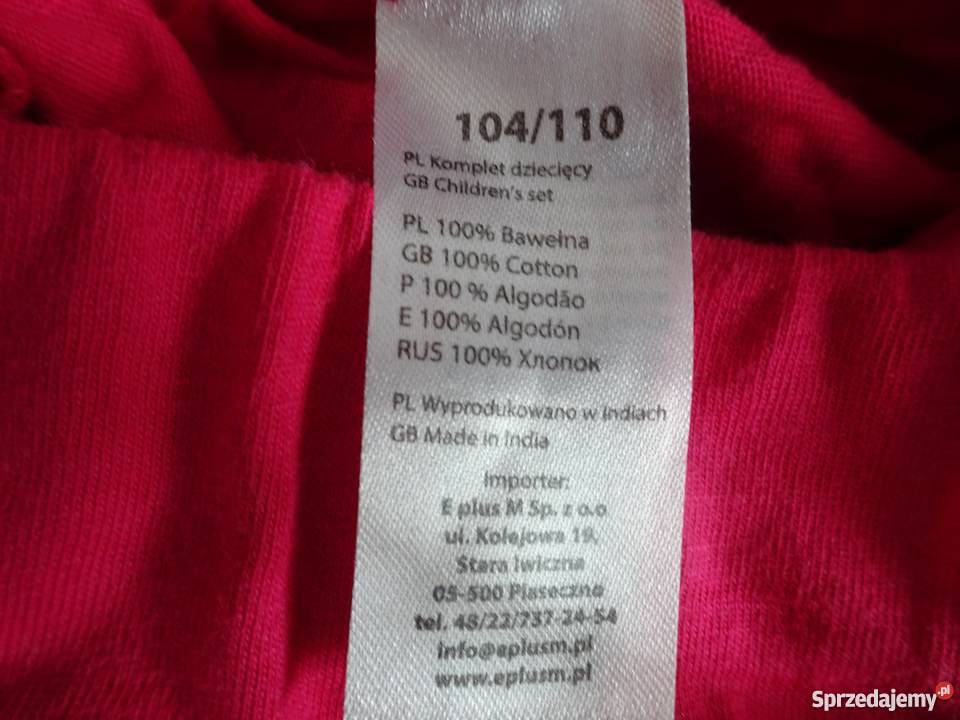 104/110
PL Komplet dziecięcy
GB Children's set
PL 100% Bawełna
GB 100% Cotton
P 100 % Algodão
E 100% Algodón
RUS 100% Хлопок
PL Wyprodukowano w Indiach
GB Made in India
Importer:
E plus M Sp. z o.o
ul. Kolejowa 19,
Stara Iwiczna
05-500 Piaseczno
tel. 48/22/737-24-54
info@eplusm.pl
www.eplusm.pl
Sprzedajemy.pl